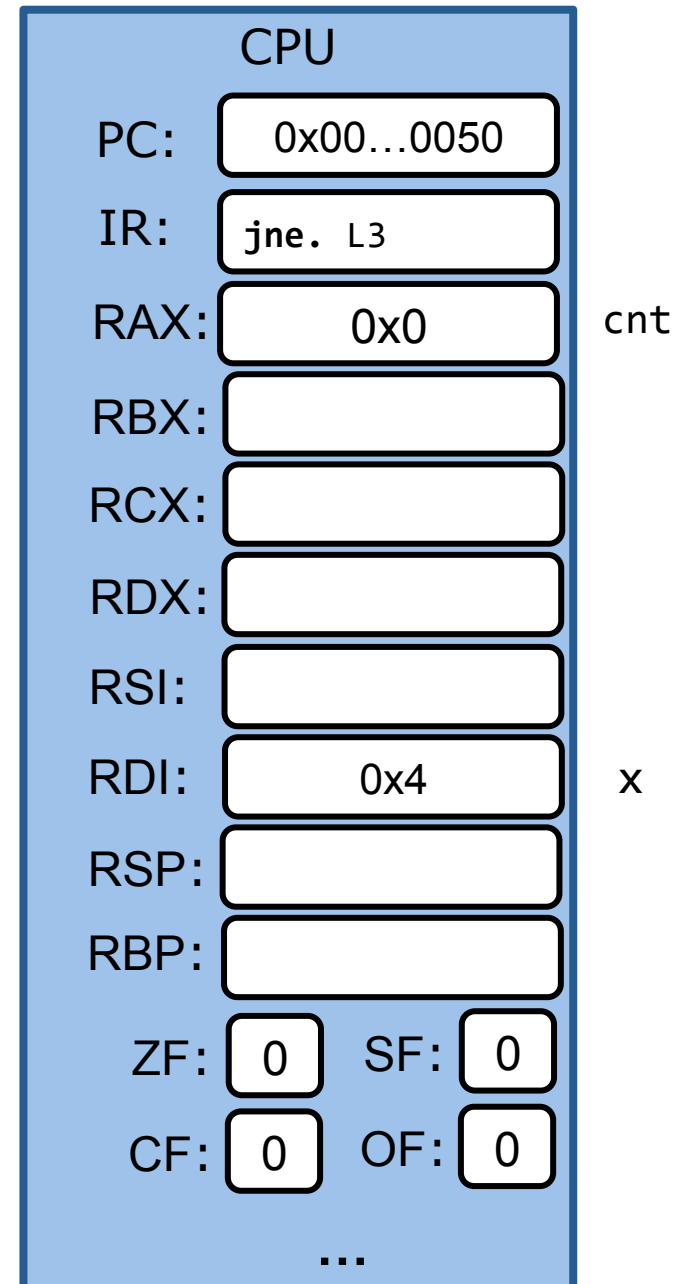 CPU
PC: 0x00...0050
IR: jne. L3
RAX: 0x0 cnt
RBX:
RCX:
RDX:
RSI:
RDI: 0x4 x
RSP:
RBP:
ZF: 0 SF: 0
CF: 0 OF: 0
...